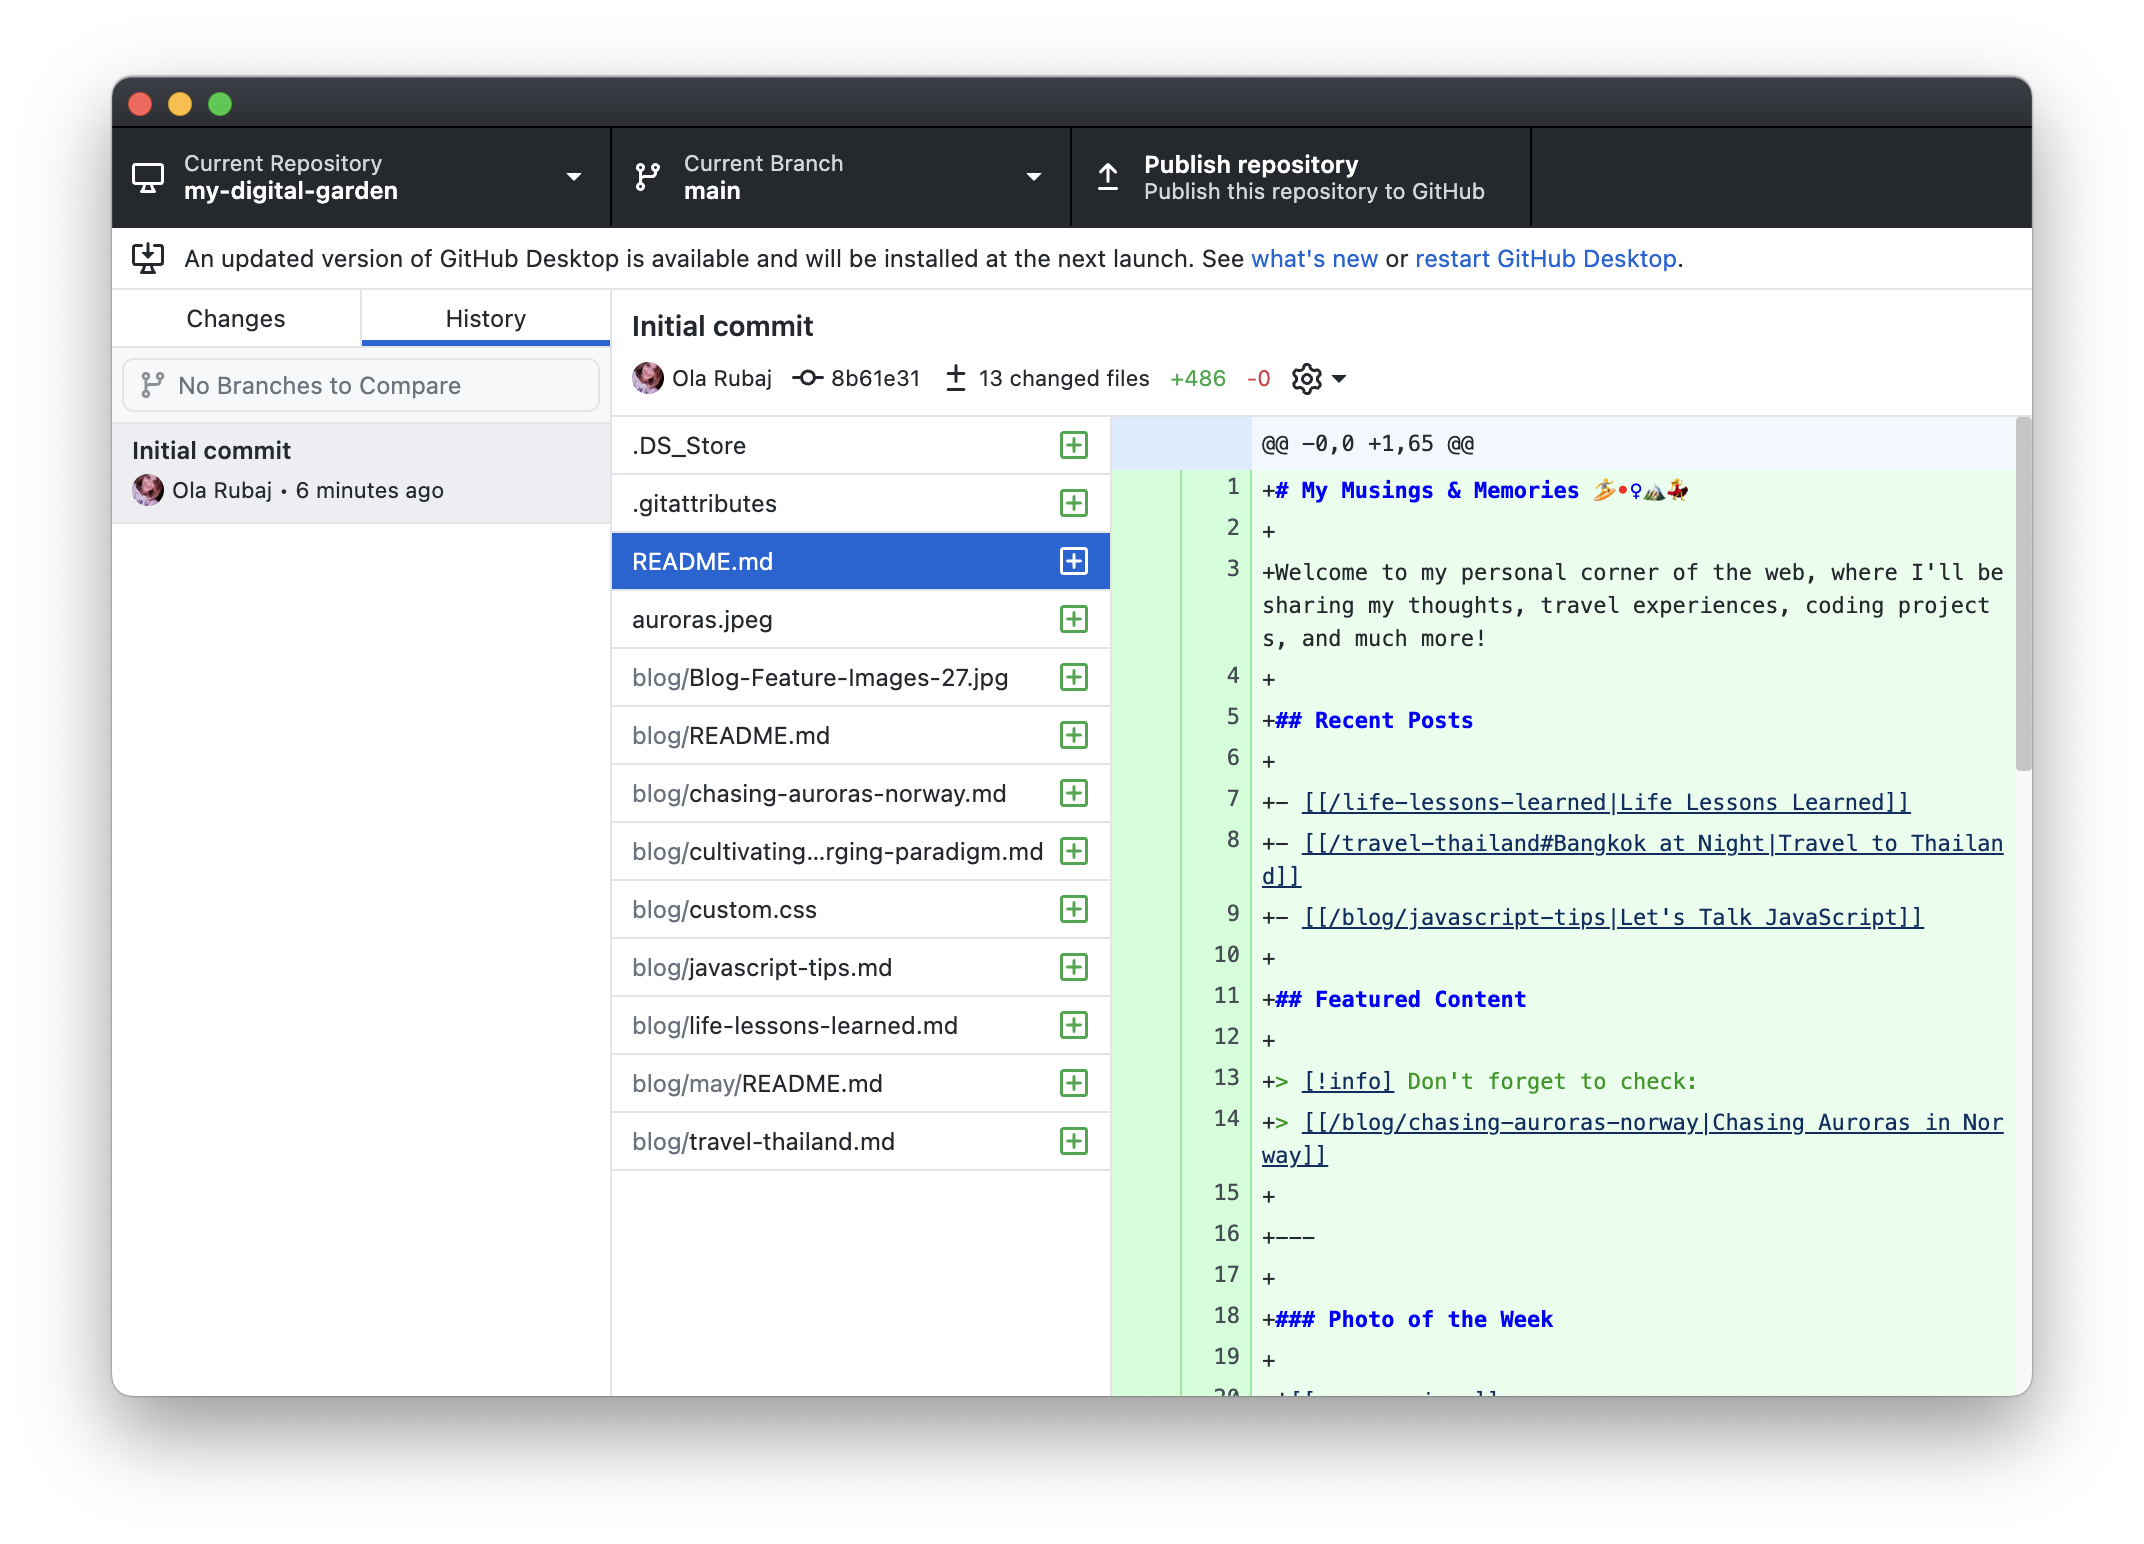 Current Repository
my-digital-garden
Current Branch
main
Publish repository
Publish this repository to GitHub
An updated version of GitHub Desktop is available and will be installed at the next launch. See what's new or restart GitHub Desktop.
Changes
History
No Branches to Compare
Initial commit
Ola Rubaj • 6 minutes ago
Initial commit
Ola Rubaj 8b61e31 13 changed files +486 -0
.DS_Store
.gitattributes
README.md
auroras.jpeg
blog/Blog-Feature-Images-27.jpg
blog/README.md
blog/chasing-auroras-norway.md
blog/cultivating...rging-paradigm.md
blog/custom.css
blog/javascript-tips.md
blog/life-lessons-learned.md
blog/may/README.md
blog/travel-thailand.md
@@ -0,0 +1,65 @@
1 +# My Musings & Memories 🏄•♀⛰💃
2 +
3 +Welcome to my personal corner of the web, where I'll be
sharing my thoughts, travel experiences, coding project
s, and much more!
4 +
5 +## Recent Posts
6 +
7 +- [[/life-lessons-learned|Life Lessons Learned]]
8 +- [[/travel-thailand#Bangkok at Night|Travel to Thailan
d]]
9 +- [[/blog/javascript-tips|Let's Talk JavaScript]]
10 +
11 +## Featured Content
12 +
13 +> [!info] Don't forget to check:
14 +> [[/blog/chasing-auroras-norway|Chasing Auroras in Nor
way]]
15 +
16 +---
17 +
18 +### Photo of the Week
19 +
20